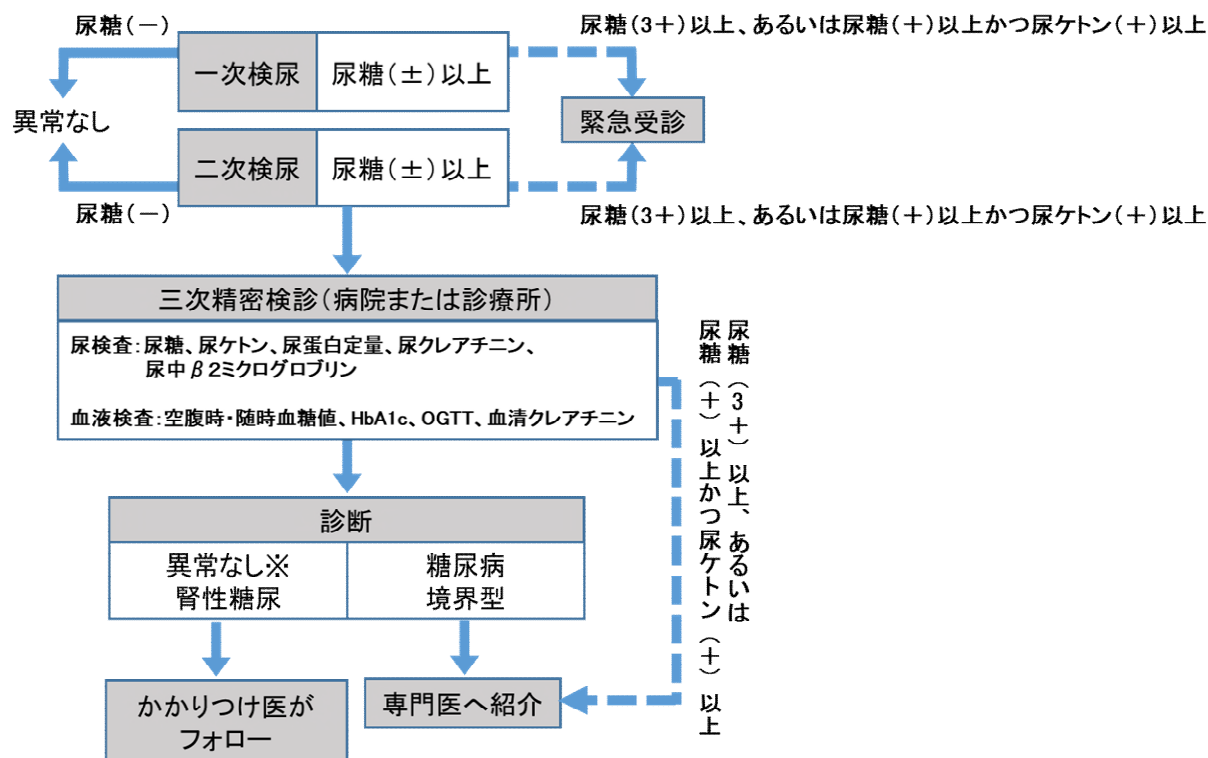 尿糖(－)
尿糖(3＋)以上、あるいは尿糖(＋)以上かつ尿ケトン(＋)以上
一次検尿
尿糖(±)以上
異常なし
緊急受診
二次検尿
尿糖(±)以上
尿糖(－)
尿糖(3＋)以上、あるいは尿糖(＋)以上かつ尿ケトン(＋)以上
三次精密検診(病院または診療所)
尿検査:尿糖、尿ケトン、尿蛋白定量、尿クレアチニン、
尿中β2ミクログロブリン
血液検査:空腹時・随時血糖値、HbA1c、OGTT、血清クレアチニン
尿糖(3＋)以上、あるいは
尿糖(＋)以上かつ尿ケトン(＋)以上
診断
異常なし※
腎性糖尿
糖尿病
境界型
かかりつけ医が
フォロー
専門医へ紹介